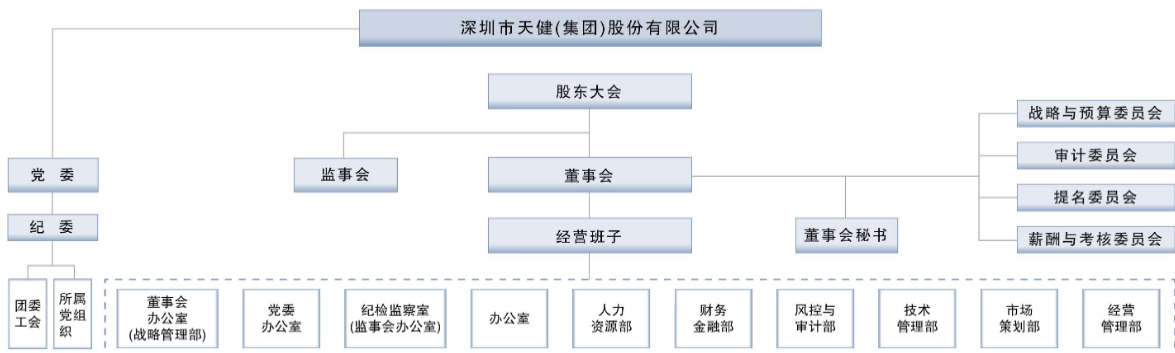 深圳市天健(集团)股份有限公司
股东大会
战略与预算委员会
审计委员会
党 委
监事会
董事会
提名委员会
纪 委
经营班子
董事会秘书
薪酬与考核委员会
团委
工会
所属
党组
织
董事会
办公室
(战略管理部)
党委
办公室
纪检监察室
(监事会办公室)
办公室
人力
资源部
财务
金融部
风控与
审计部
技术
管理部
市场
策划部
经营
管理部